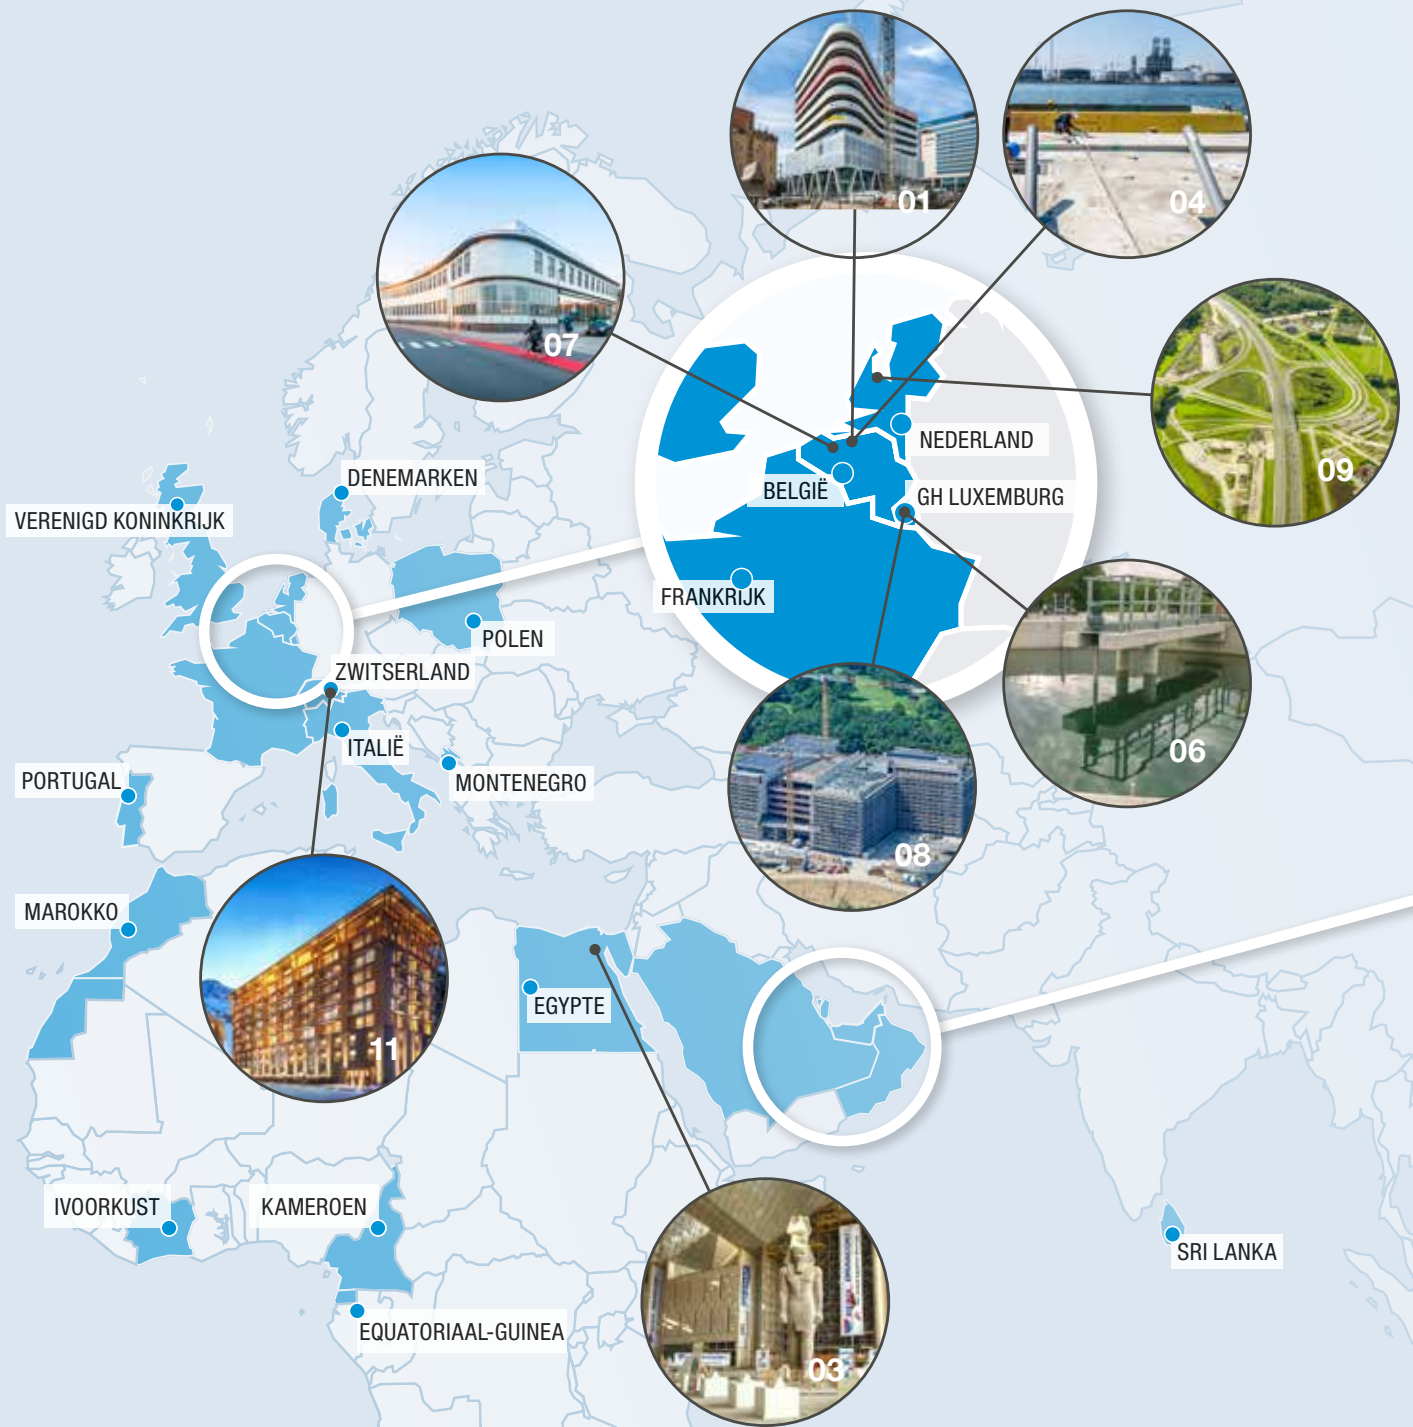 01
04
07
09
NEDERLAND
DENEMARKEN
BELGIË
GH LUXEMBURG
VERENIGD KONINKRIJK
FRANKRIJK
POLEN
ZWITSERLAND
ITALIË
06
PORTUGAL
MONTENEGRO
08
MAROKKO
EGYPTE
11
IVOORKUST
KAMEROEN
SRI LANKA
EQUATORIAAL-GUINEA
03